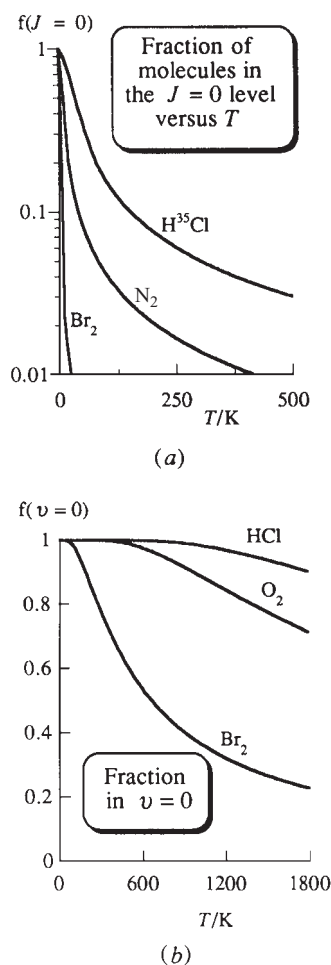 f(J = 0)
Fraction of
molecules in
the J = 0 level
versus T
1
0.1
0.01
H³⁵Cl
N₂
Br₂
0
250
500
T/K
(a)
f(υ = 0)
1
0.8
0.6
0.4
0.2
0
HCl
O₂
Br₂
Fraction
in υ = 0
0
600
1200
1800
T/K
(b)